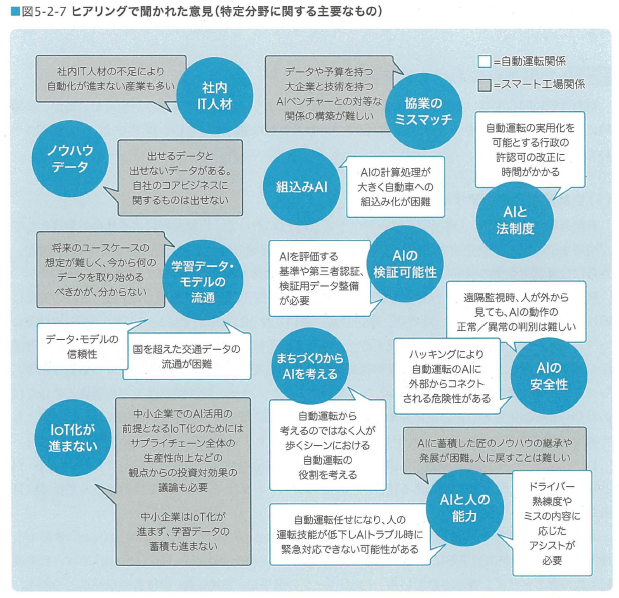 ■図5-2-7 ヒアリングで聞かれた意見（特定分野に関する主要なもの）
=自動運転関係
=スマート工場関係
社内IT人材の不足により
自動化が進まない産業も多い
社内
IT人材
データや予算を持つ
大企業と技術を持つ
AIベンチャーとの対等な
関係の構築が難しい
協業の
ミスマッチ
ノウハウ
データ
出せるデータと
出せないデータがある。
自社のコアビジネスに
関するものは出せない
組込みAI
AIの計算処理が
大きく自動車への
組込み化が困難
自動運転の実用化を
可能とする行政の
許認可の改正に
時間がかかる
AIと
法制度
将来のユースケースの
想定が難しく、今から何の
データを取り始める
べきかが、分からない
学習データ・
モデルの
流通
データ・モデルの
信頼性
国を超えた交通データの
流通が困難
AIを評価する
基準や第三者認証、
検証用データ整備
が必要
AIの
検証可能性
遠隔監視時、人が外から
見ても、AIの動作の
正常／異常の判別は難しい
ハッキングにより
自動運転のAIに
外部からコネクト
される危険性がある
AIの
安全性
まちづくりから
AIを考える
自動運転から
考えるのではなく人が
歩くシーンにおける
自動運転の
役割を考える
IoT化が
進まない
中小企業でのAI活用の
前提となるIoT化のためには
サプライチェーン全体の
生産性向上などの
観点からの投資対効果の
議論も必要
中小企業はIoT化が
進まず、学習データの
蓄積も進まない
AIに蓄積した匠のノウハウの継承や
発展が困難。人に戻すことは難しい
AIと人の
能力
自動運転任せになり、人の
運転技能が低下しAIトラブル時に
緊急対応できない可能性がある
ドライバー
熟練度や
ミスの内容に
応じた
アシストが
必要